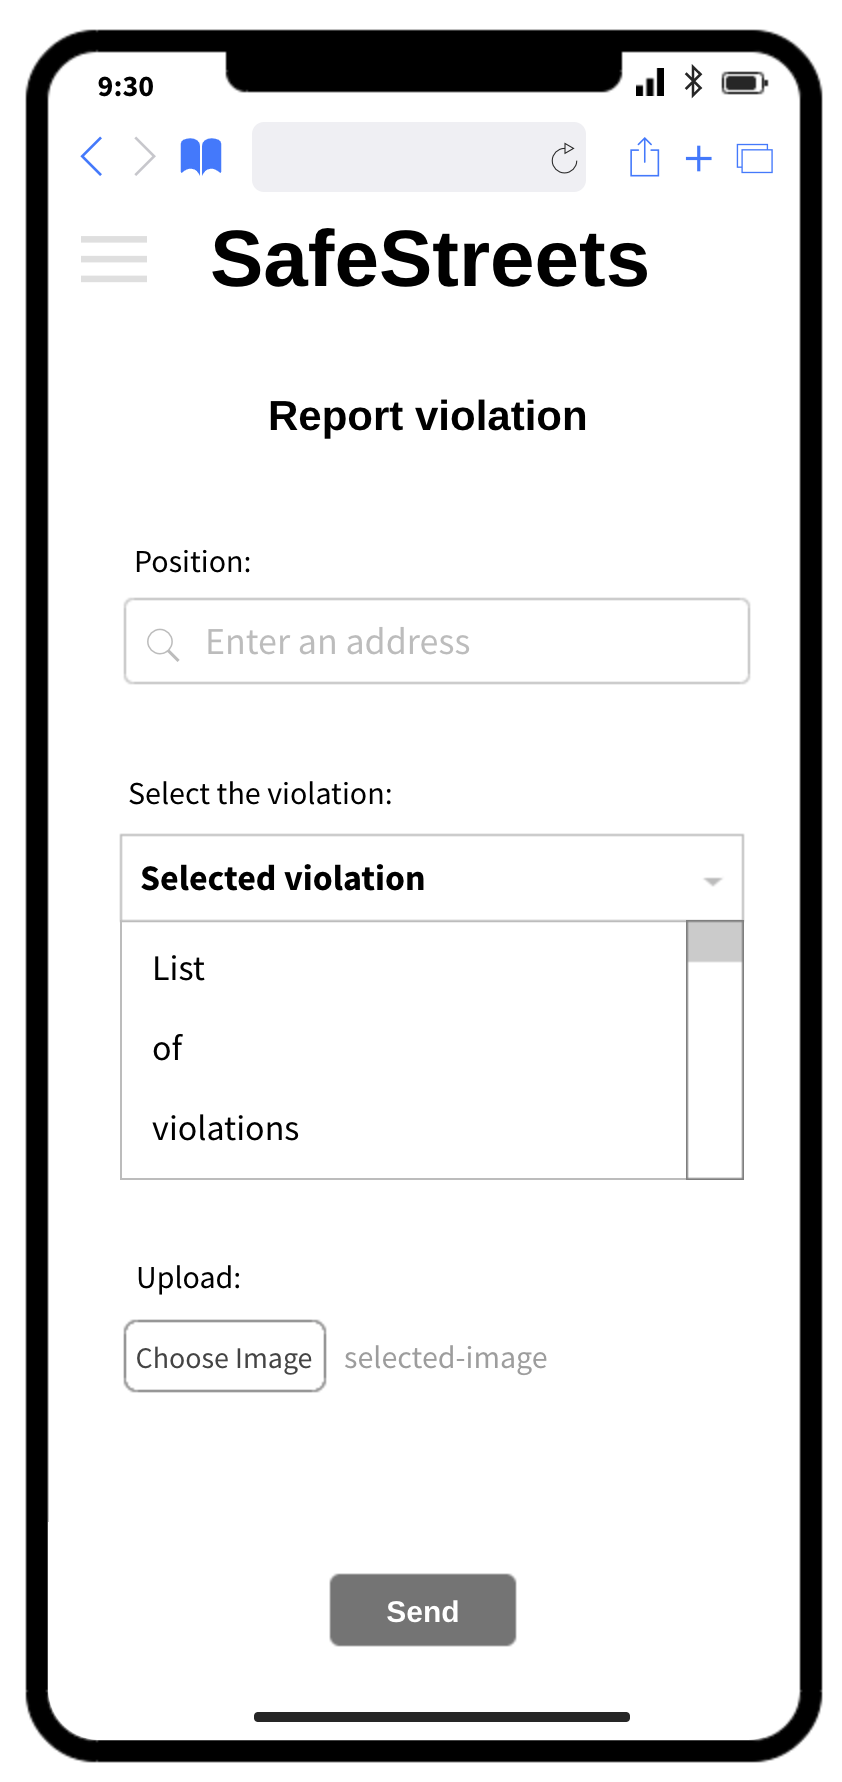 9:30
SafeStreets
Report violation
Position:
Enter an address
Select the violation:
Selected violation
List
of
violations
Upload:
Choose Image selected-image
Send